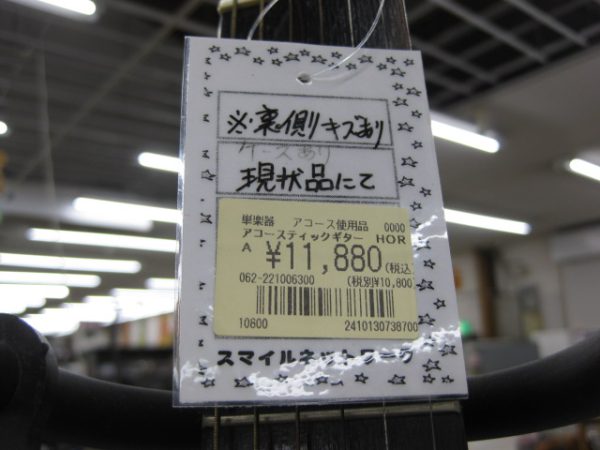 ※裏側キズあり
ケースあり
現状品にて
単楽器 アコース使用品 0000
アコースティックギター HOR
A ¥11,880(税込)
062-221006300 (税別¥10,800)
10600 2410130738700
スマイルネットワーク